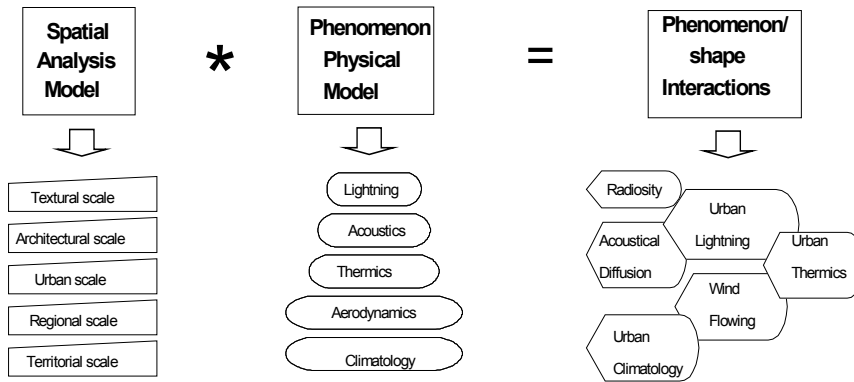 Spatial
Analysis
Model
*
Phenomenon
Physical
Model
=
Phenomenon/
shape
Interactions
Textural scale
Architectural scale
Urban scale
Regional scale
Territorial scale
Lightning
Acoustics
Thermics
Aerodynamics
Climatology
Radiosity
Urban
Lightning
Acoustical
Diffusion
Urban
Thermics
Wind
Flowing
Urban
Climatology